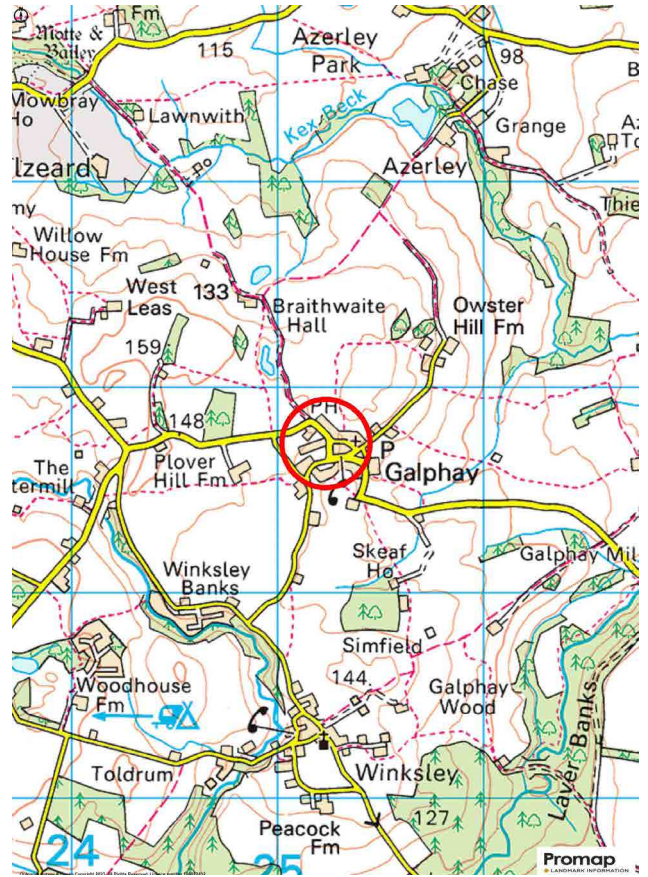 Fm
Motte &
Bailey
115
Azerley
Park
98
B
Chase
Mowbray
Ho
Lawnwith
Kex Beck
Grange
Az
To
lzeard
Ho
Azerley
my
Thie
Willow
House Fm
West
Leas
133
Braithwaite
Hall
Owster
Hill Fm
159
PH
148
P
The
termill
Plover
Hill Fm
Galphay
Skeaf
Ho
Galphay Mil
Winksley
Banks
Simfield
144.
Woodhouse
Fm
Galphay
Wood
Laver Banks
Toldrum
Winksley
127
Peacock
Fm
24
25
Promap
LANDMARK INFORMATION